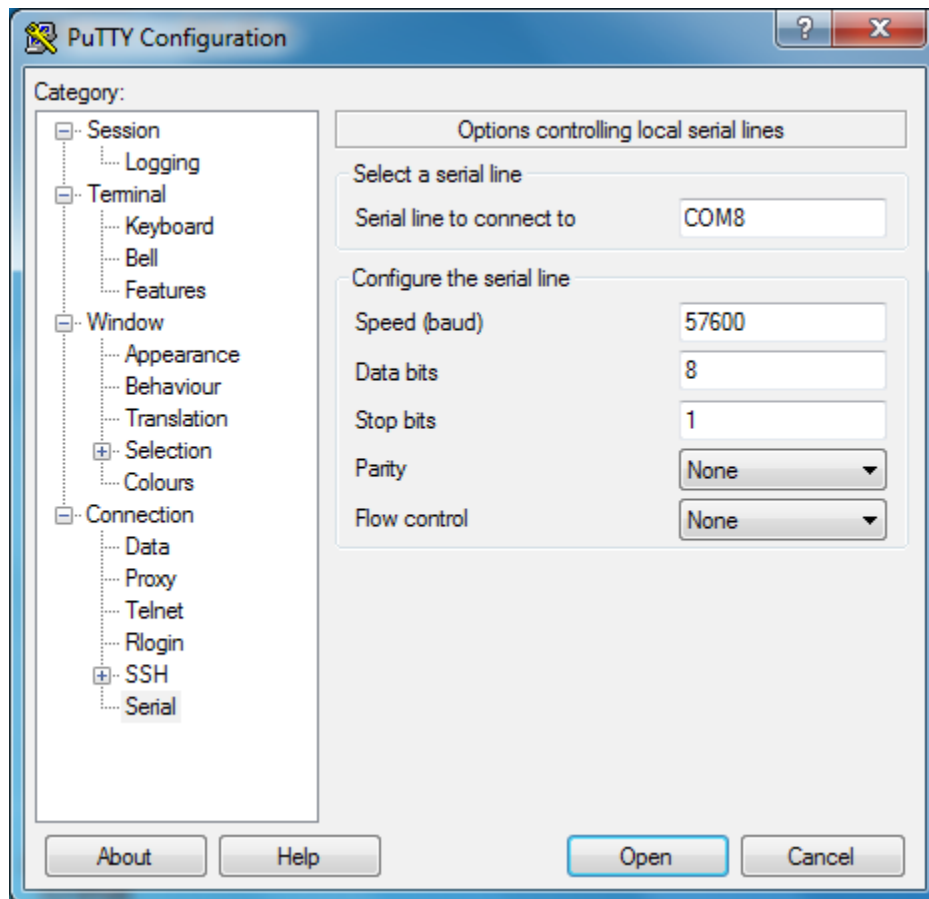 PuTTY Configuration
?
X
Category:
Session
Logging
Terminal
Keyboard
Bell
Features
Window
Appearance
Behaviour
Translation
Selection
Colours
Connection
Data
Proxy
Telnet
Rlogin
SSH
Serial
Options controlling local serial lines
Select a serial line
Serial line to connect to COM8
Configure the serial line
Speed (baud) 57600
Data bits 8
Stop bits 1
Parity None
Flow control None
About Help Open Cancel